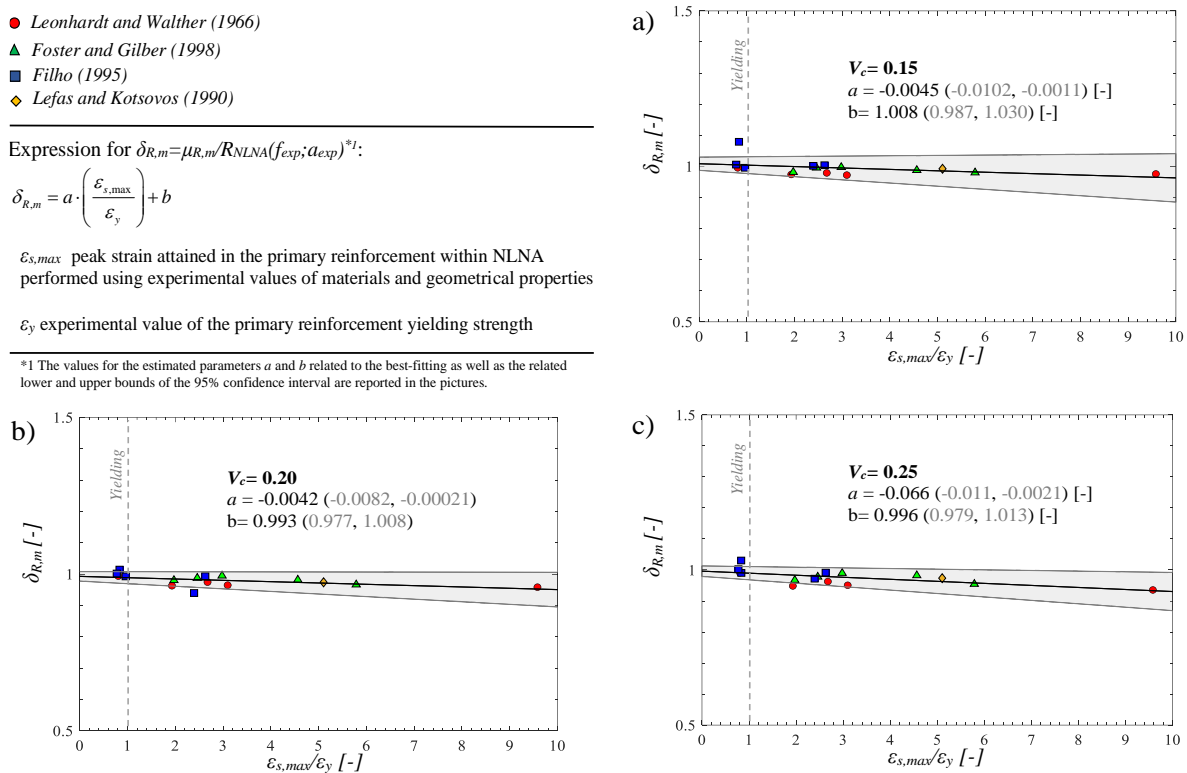 Leonhardt and Walther (1966)
Foster and Gilber (1998)
Filho (1995)
Lefas and Kotsovos (1990)
Expression for δR,m=μR,m/RNLNA(fexp;aexp)*1:
δR,m = a·(εs,max/εy)+b
εs,max peak strain attained in the primary reinforcement within NLNA
performed using experimental values of materials and geometrical properties
εy experimental value of the primary reinforcement yielding strength
*1 The values for the estimated parameters a and b related to the best-fitting as well as the related
lower and upper bounds of the 95% confidence interval are reported in the pictures.
a)
1.5
1
0.5
δR,m [-]
Yielding
Vc= 0.15
a = -0.0045 (-0.0102, -0.0011) [-]
b= 1.008 (0.987, 1.030) [-]
0 1 2 3 4 5 6 7 8 9 10
εs,max/εy [-]
b)
1.5
1
0.5
δR,m [-]
Yielding
Vc= 0.20
a = -0.0042 (-0.0082, -0.00021)
b= 0.993 (0.977, 1.008)
0 1 2 3 4 5 6 7 8 9 10
εs,max/εy [-]
c)
1.5
1
0.5
δR,m [-]
Yielding
Vc= 0.25
a = -0.066 (-0.011, -0.0021) [-]
b= 0.996 (0.979, 1.013) [-]
0 1 2 3 4 5 6 7 8 9 10
εs,max/εy [-]